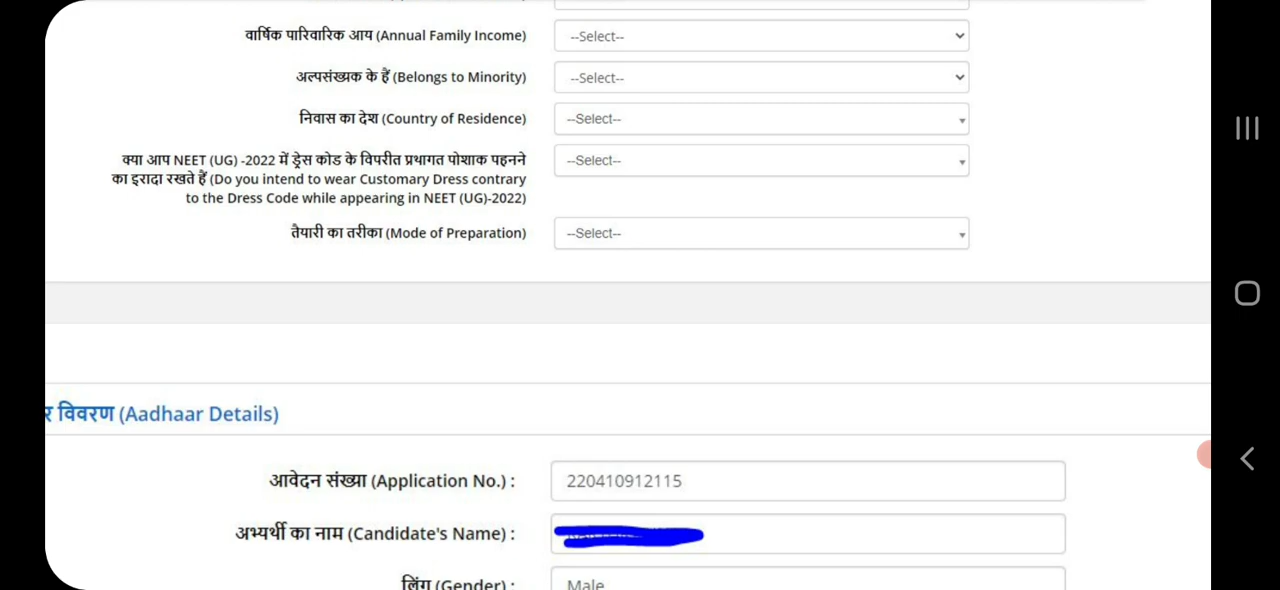 वार्षिक पारिवारिक आय (Annual Family Income) --Select--
अल्पसंख्यक के हैं (Belongs to Minority) --Select--
निवास का देश (Country of Residence) --Select--
क्या आप NEET (UG) -2022 में ड्रेस कोड के विपरीत प्रथागत पोशाक पहनने --Select--
का इरादा रखते हैं (Do you intend to wear Customary Dress contrary
to the Dress Code while appearing in NEET (UG)-2022)
तैयारी का तरीका (Mode of Preparation) --Select--
र विवरण (Aadhaar Details)
आवेदन संख्या (Application No.) : 220410912115
अभ्यर्थी का नाम (Candidate's Name) :
लिंग (Gender) : Male